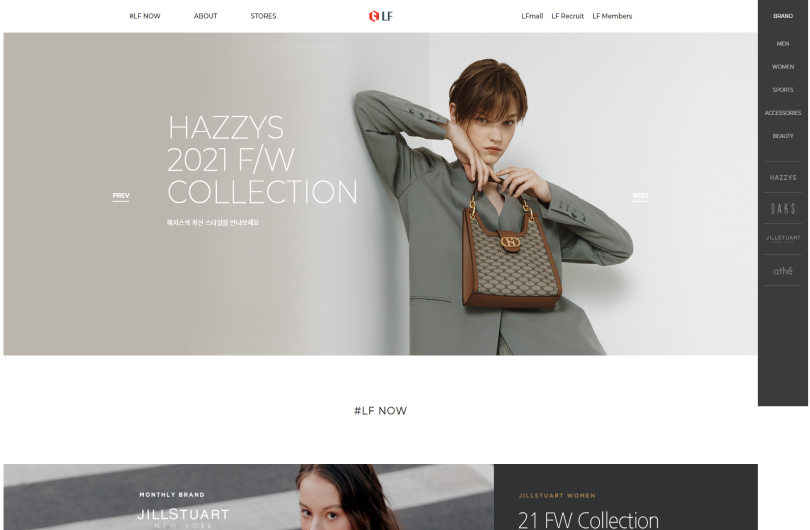 #LF NOW
ABOUT
STORES
LF
LFmall
LF Recruit
LF Members
BRAND
MEN
WOMEN
SPORTS
ACCESSORIES
BEAUTY
HAZZYS
DAKS
JILLSTUART
athé
HAZZYS
2021 F/W
COLLECTION
헤지스의 최신 스타일을 만나보세요
PREV
NEXT
#LF NOW
MONTHLY BRAND
JILLSTUART
NEW YORK
JILLSTUART WOMEN
21 FW Collection